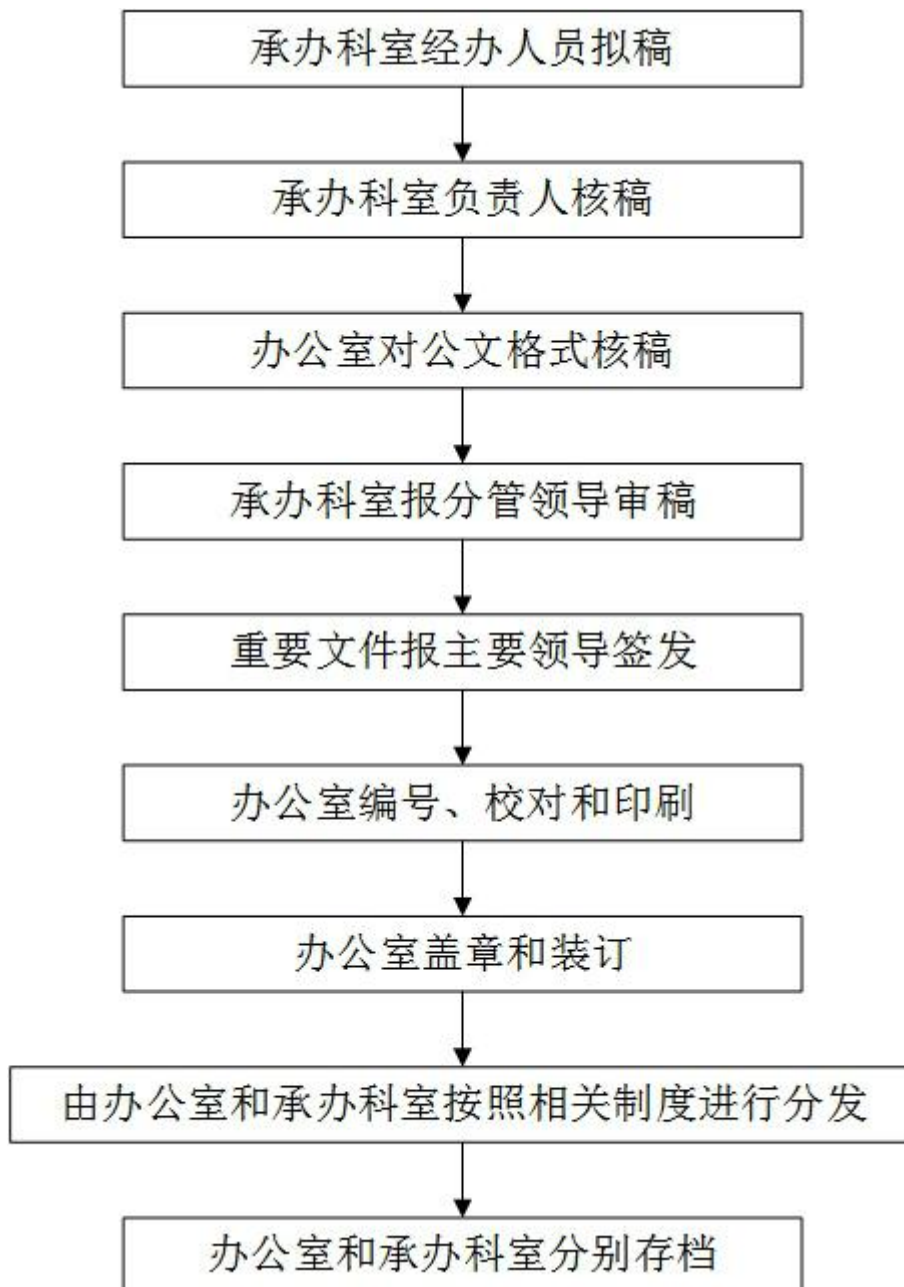 承办科室经办人员拟稿
承办科室负责人核稿
办公室对公文格式核稿
承办科室报分管领导审稿
重要文件报主要领导签发
办公室编号、校对和印刷
办公室盖章和装订
由办公室和承办科室按照相关制度进行分发
办公室和承办科室分别存档